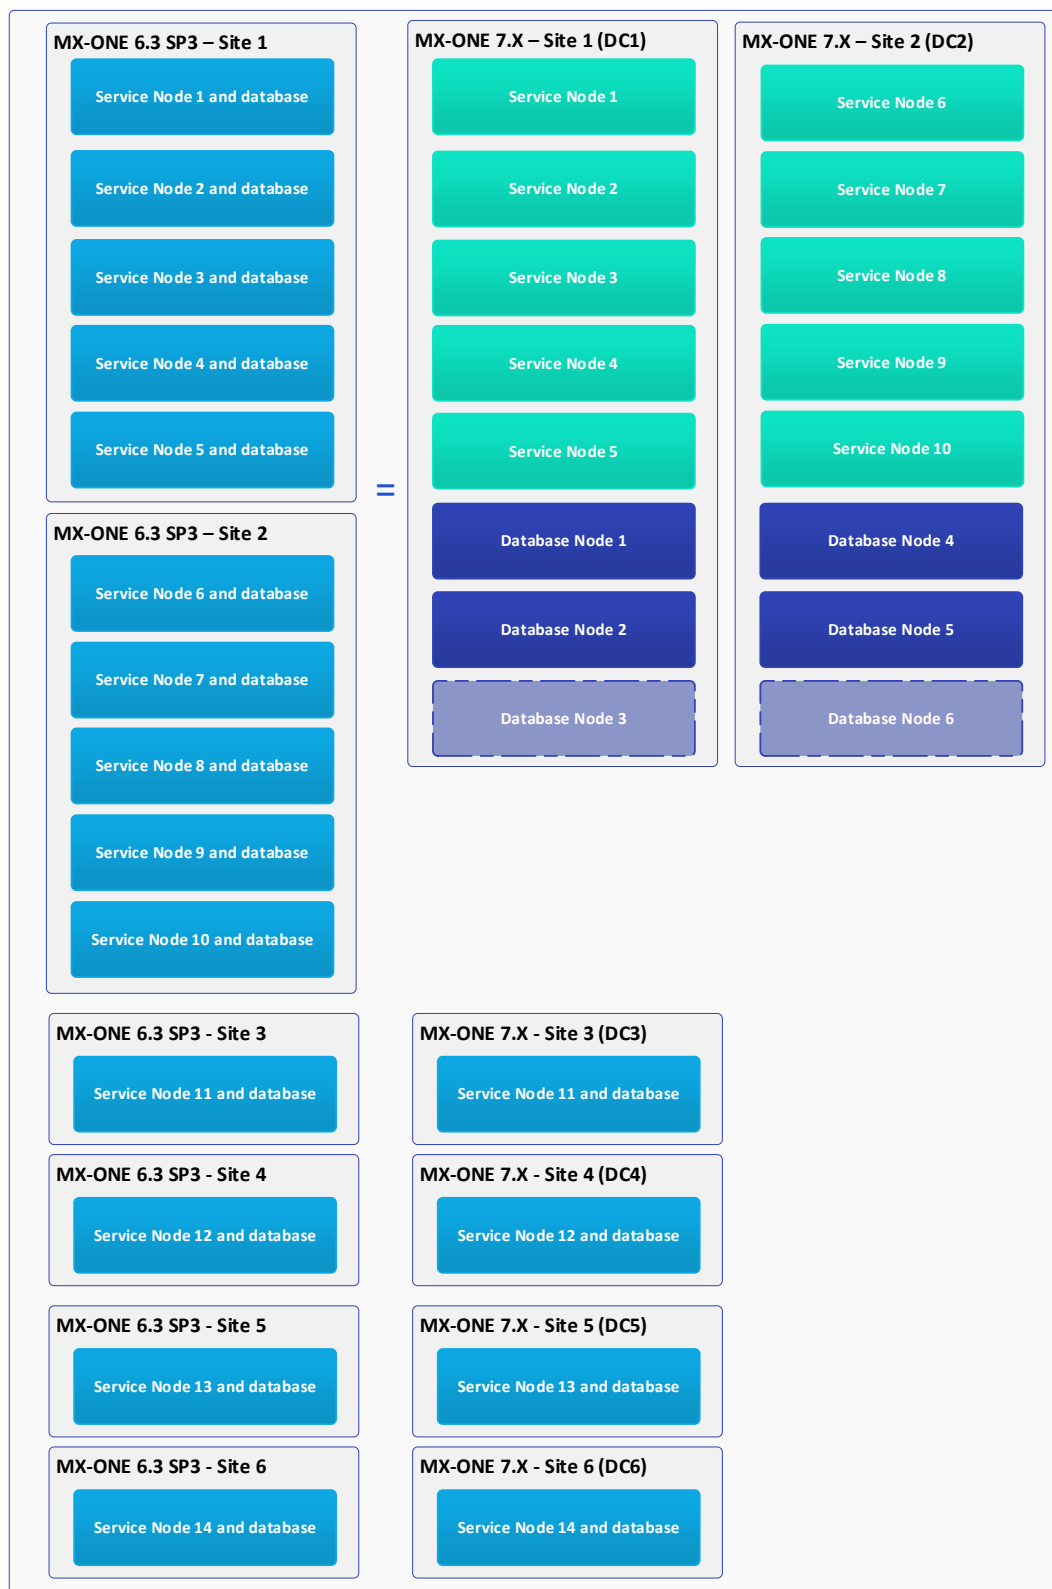 MX-ONE 6.3 SP3 – Site 1
Service Node 1 and database
Service Node 2 and database
Service Node 3 and database
Service Node 4 and database
Service Node 5 and database
MX-ONE 6.3 SP3 – Site 2
Service Node 6 and database
Service Node 7 and database
Service Node 8 and database
Service Node 9 and database
Service Node 10 and database
=
MX-ONE 7.X – Site 1 (DC1)
Service Node 1
Service Node 2
Service Node 3
Service Node 4
Service Node 5
Database Node 1
Database Node 2
Database Node 3
MX-ONE 7.X – Site 2 (DC2)
Service Node 6
Service Node 7
Service Node 8
Service Node 9
Service Node 10
Database Node 4
Database Node 5
Database Node 6
MX-ONE 6.3 SP3 - Site 3
Service Node 11 and database
MX-ONE 7.X - Site 3 (DC3)
Service Node 11 and database
MX-ONE 6.3 SP3 - Site 4
Service Node 12 and database
MX-ONE 7.X - Site 4 (DC4)
Service Node 12 and database
MX-ONE 6.3 SP3 - Site 5
Service Node 13 and database
MX-ONE 7.X - Site 5 (DC5)
Service Node 13 and database
MX-ONE 6.3 SP3 - Site 6
Service Node 14 and database
MX-ONE 7.X - Site 6 (DC6)
Service Node 14 and database